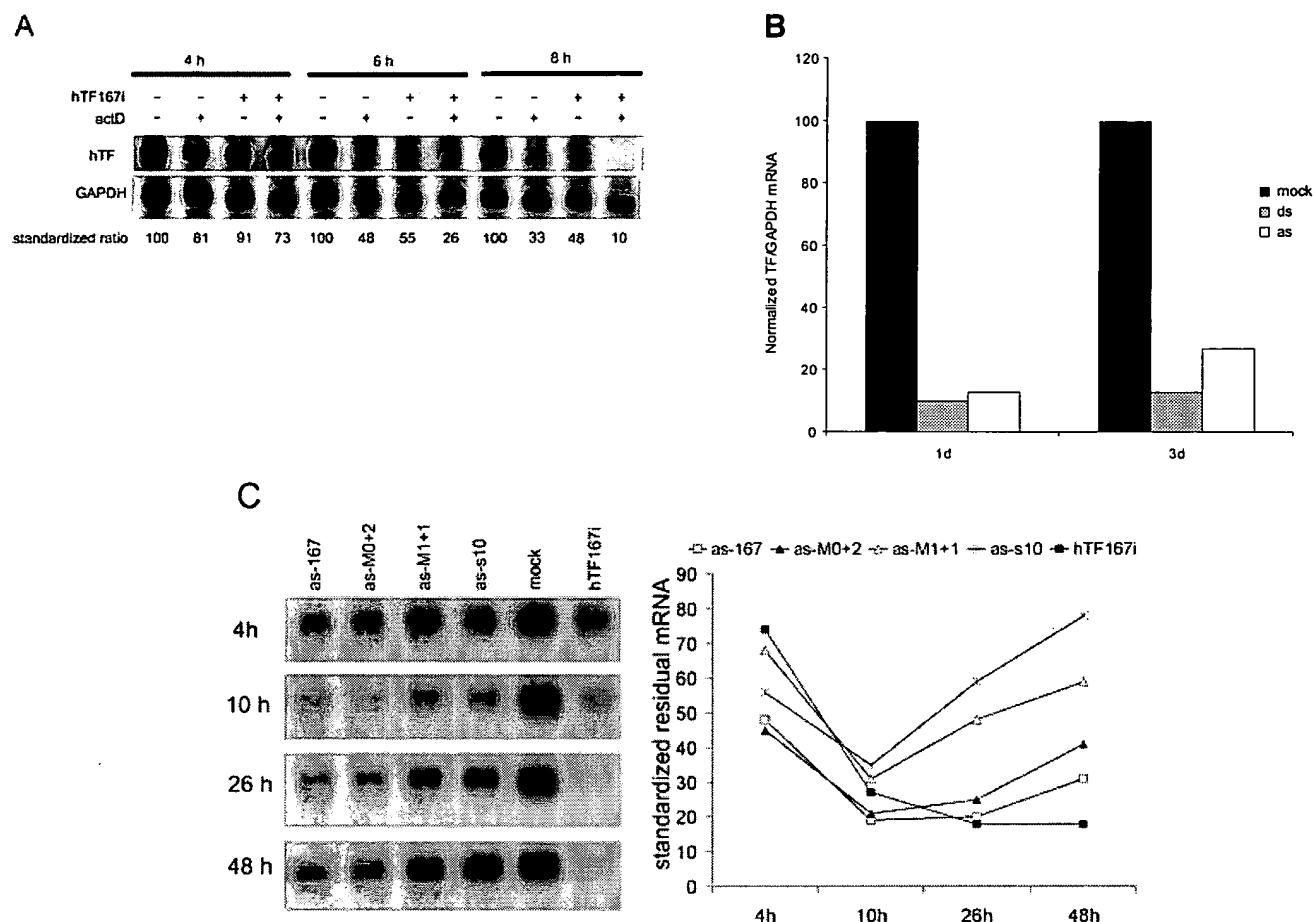 A
4 h 6 h 8 h
hTF167i - - + + - - + + - - + +
actD - + - + - + - + - + - +
hTF
GAPDH
standardized ratio 100 81 91 73 100 48 55 26 100 33 48 10
B
Normalized TF/GAPDH mRNA
120
100
80
60
40
20
0
1d 3d
mock
ds
as
C
as-167 as-M0+2 as-M1+1 as-s10 mock hTF167i
4h
10 h
26 h
48 h
as-167 as-M0+2 as-M1+1 as-s10 hTF167i
standardized residual mRNA
90
80
70
60
50
40
30
20
10
0
4h 10h 26h 48h